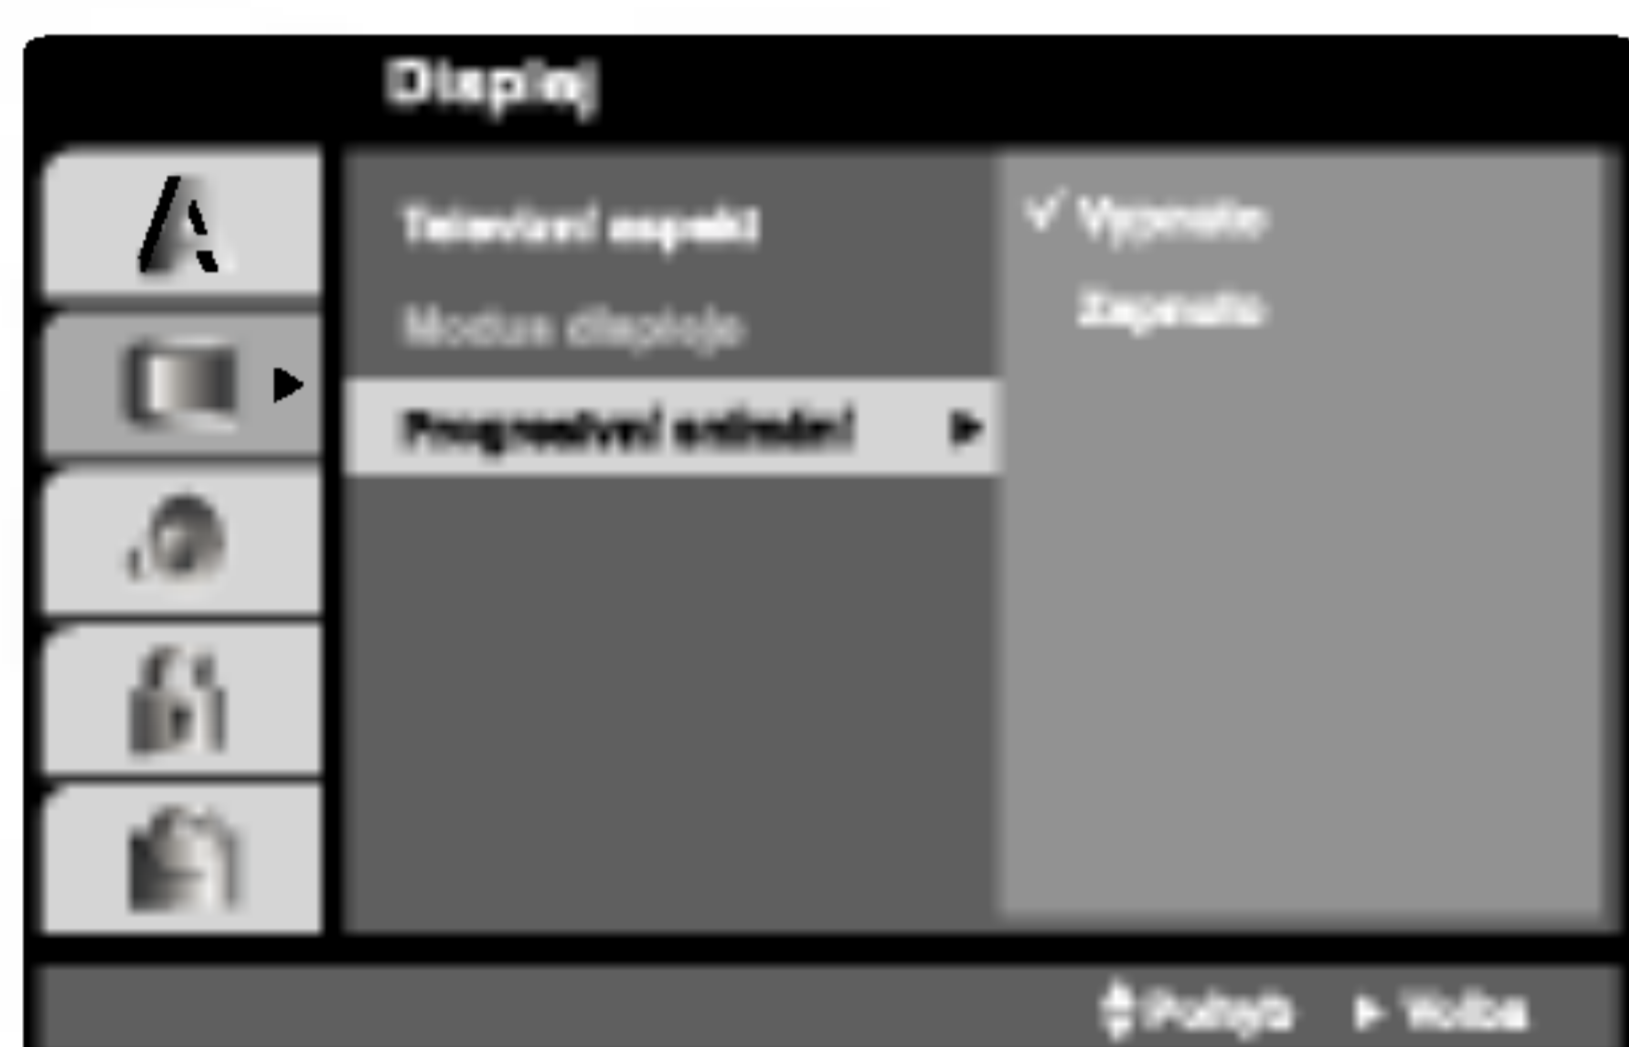 Displej
A
Televizní aspekt
✓ Vypnuto
Modus displeje
Zapnuto
Progresivní snímání
Pohyb
Volba